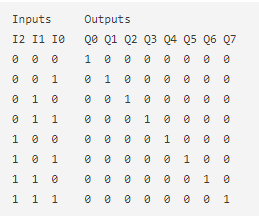 Inputs Outputs
I2 I1 I0 Q0 Q1 Q2 Q3 Q4 Q5 Q6 Q7
0 0 0 1 0 0 0 0 0 0 0
0 0 1 0 1 0 0 0 0 0 0
0 1 0 0 0 1 0 0 0 0 0
0 1 1 0 0 0 1 0 0 0 0
1 0 0 0 0 0 0 1 0 0 0
1 0 1 0 0 0 0 0 1 0 0
1 1 0 0 0 0 0 0 0 1 0
1 1 1 0 0 0 0 0 0 0 1